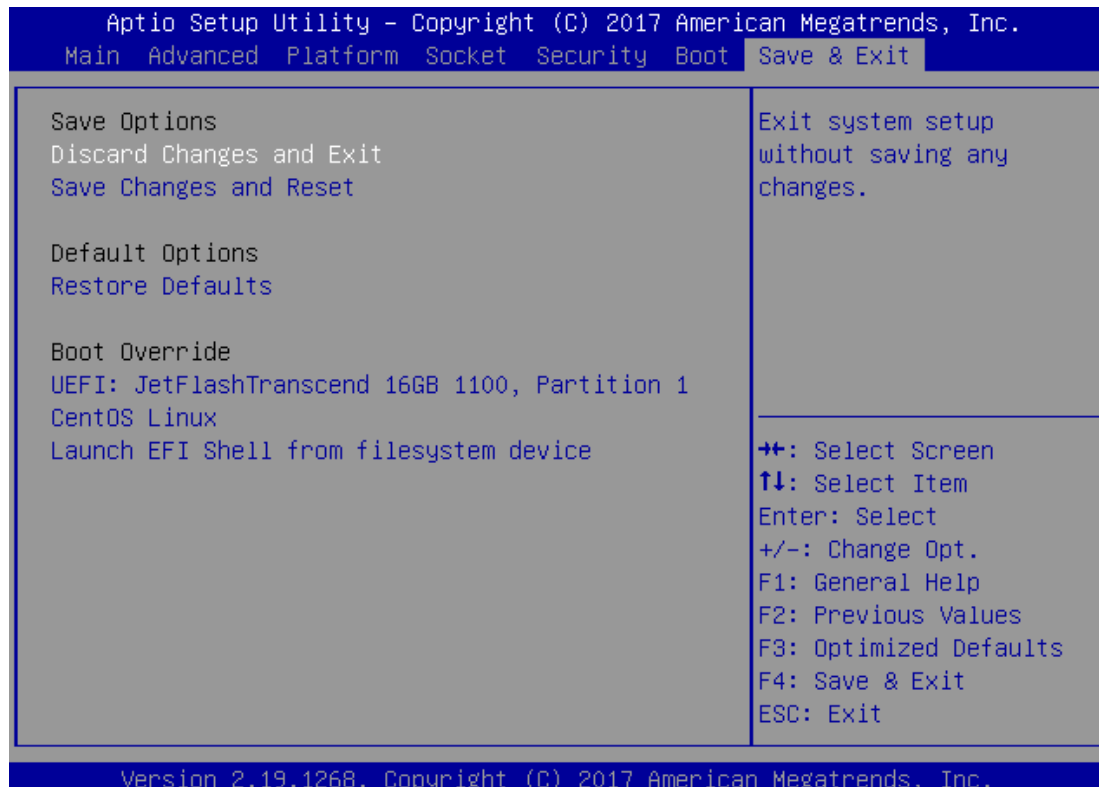 Aptio Setup Utility – Copyright (C) 2017 American Megatrends, Inc.
Main Advanced Platform Socket Security Boot Save & Exit
Save Options
Discard Changes and Exit
Save Changes and Reset
Default Options
Restore Defaults
Boot Override
UEFI: JetFlashTranscend 16GB 1100, Partition 1
CentOS Linux
Launch EFI Shell from filesystem device
Exit system setup
without saving any
changes.
→←: Select Screen
↑↓: Select Item
Enter: Select
+/-: Change Opt.
F1: General Help
F2: Previous Values
F3: Optimized Defaults
F4: Save & Exit
ESC: Exit
Version 2.19.1268. Copyright (C) 2017 American Megatrends, Inc.